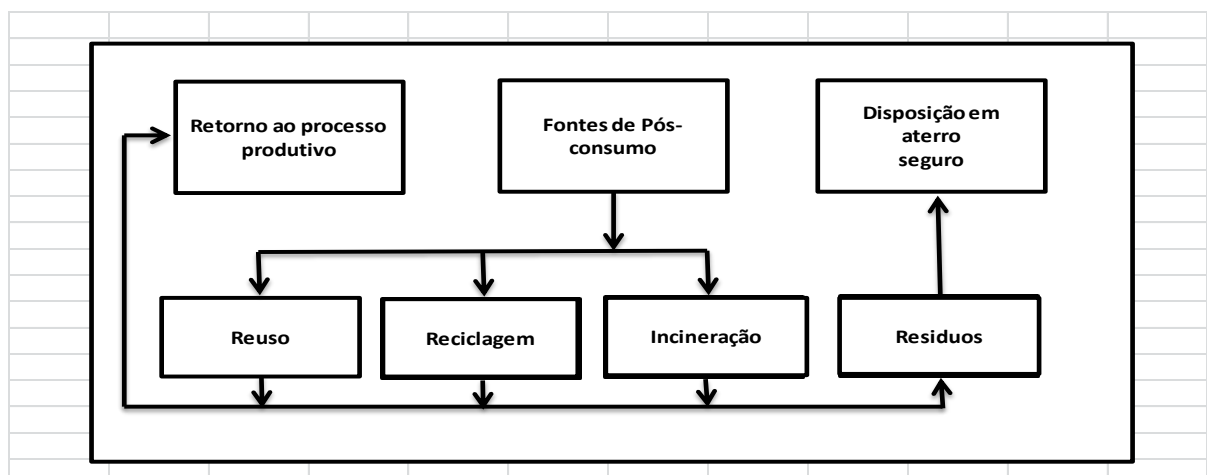 Retorno ao processo
produtivo
Fontes de Pós-
consumo
Disposição em
aterro
seguro
Reuso
Reciclagem
Incineração
Residuos